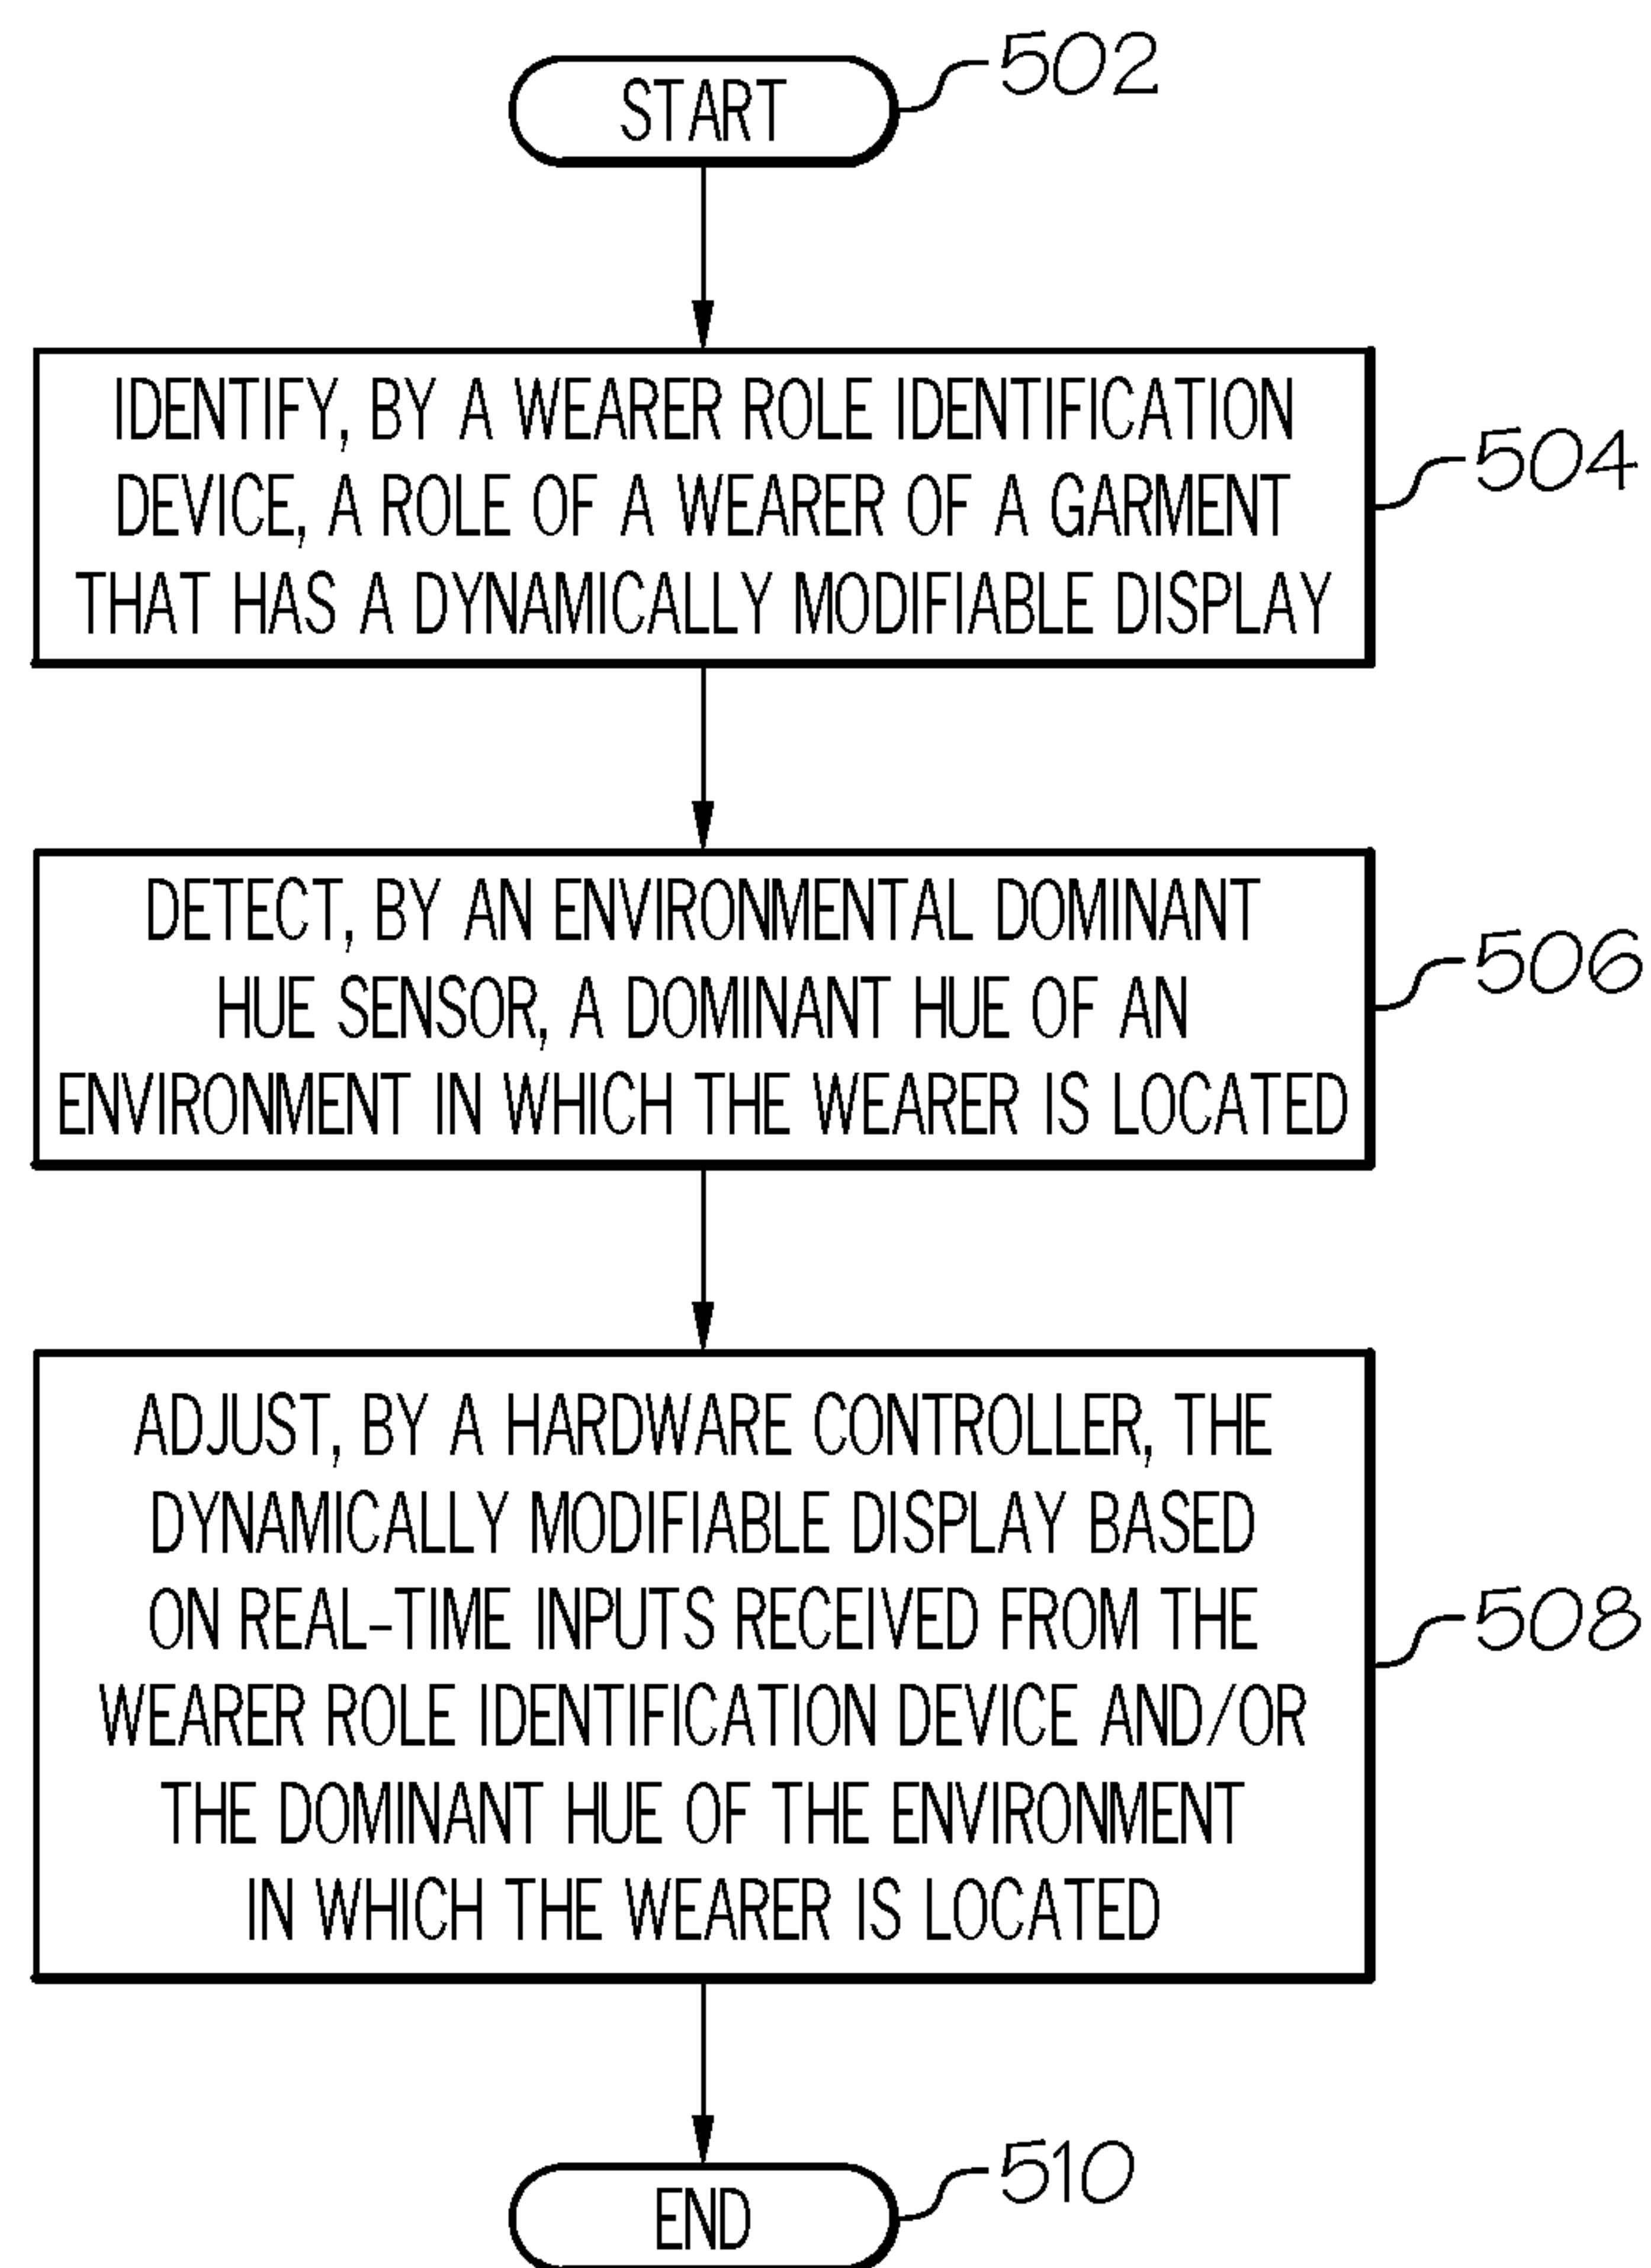 START
502
IDENTIFY, BY A WEARER ROLE IDENTIFICATION
DEVICE, A ROLE OF A WEARER OF A GARMENT
THAT HAS A DYNAMICALLY MODIFIABLE DISPLAY
504
DETECT, BY AN ENVIRONMENTAL DOMINANT
HUE SENSOR, A DOMINANT HUE OF AN
ENVIRONMENT IN WHICH THE WEARER IS LOCATED
506
ADJUST, BY A HARDWARE CONTROLLER, THE
DYNAMICALLY MODIFIABLE DISPLAY BASED
ON REAL-TIME INPUTS RECEIVED FROM THE
WEARER ROLE IDENTIFICATION DEVICE AND/OR
THE DOMINANT HUE OF THE ENVIRONMENT
IN WHICH THE WEARER IS LOCATED
508
END
510